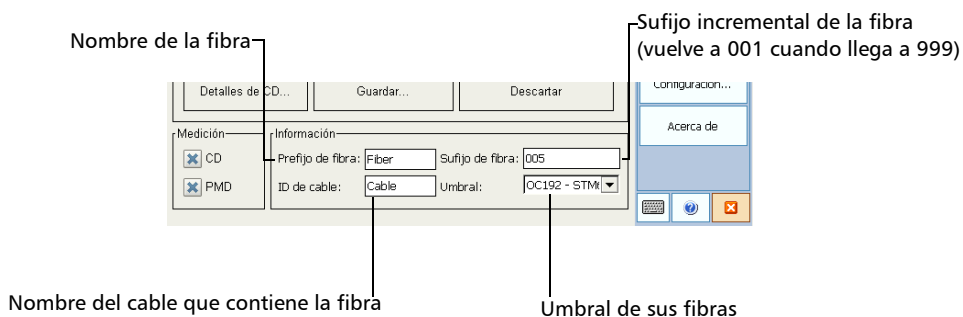 Sufijo incremental de la fibra
Nombre de la fibra
(vuelve a 001 cuando llega a 999)
Detalles de CD...
Guardar...
Descartar
Configuración...
Acerca de
Medición
Información
CD
Prefijo de fibra:
Fiber
Sufijo de fibra:
005
PMD
ID de cable:
Cable
Umbral:
OC192 - STM
Nombre del cable que contiene la fibra
Umbral de sus fibras